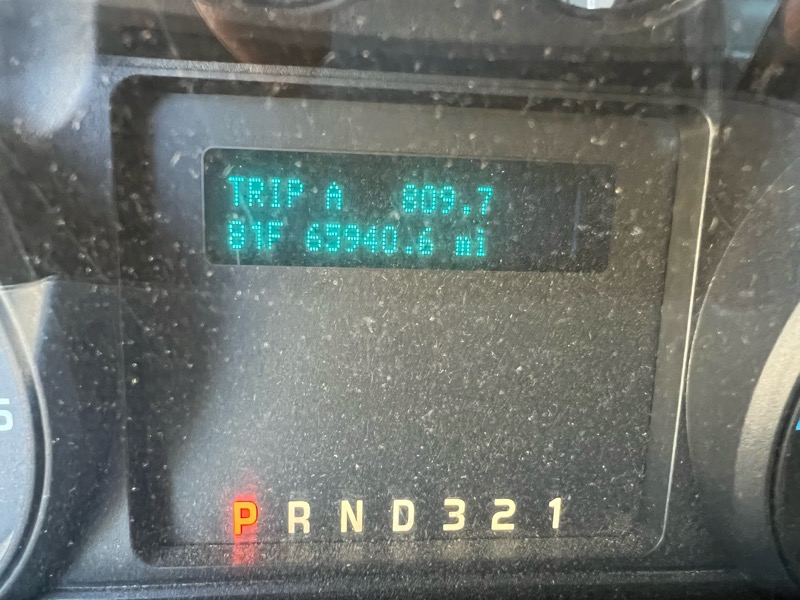 TRIP A 809.7
81F 65940.6 mi
P R N D 3 2 1